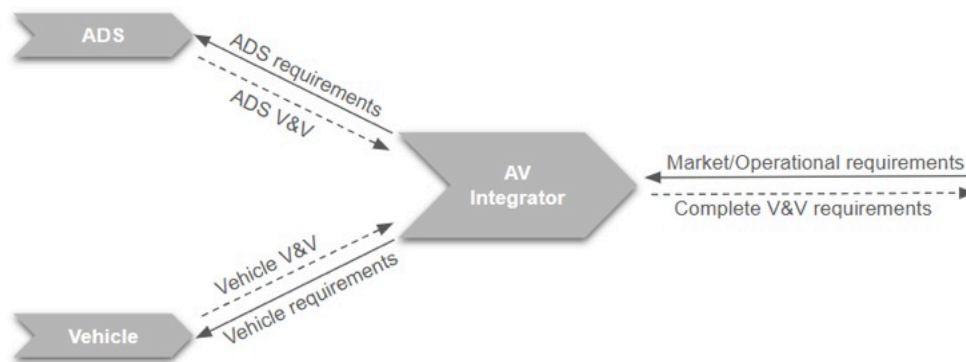 ADS
ADS requirements
ADS V&V
AV
Integrator
Market/Operational requirements
Complete V&V requirements
Vehicle V&V
Vehicle requirements
Vehicle